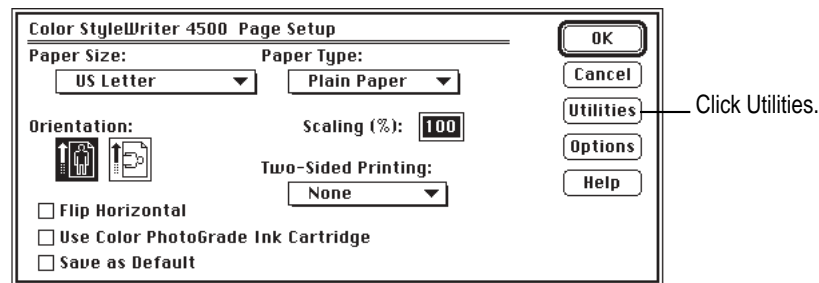 Color StyleWriter 4500 Page Setup
Paper Size:
US Letter
Paper Type:
Plain Paper
Orientation:
Scaling (%): 100
Two-Sided Printing:
None
Flip Horizontal
Use Color PhotoGrade Ink Cartridge
Save as Default
OK
Cancel
Utilities
Options
Help
Click Utilities.